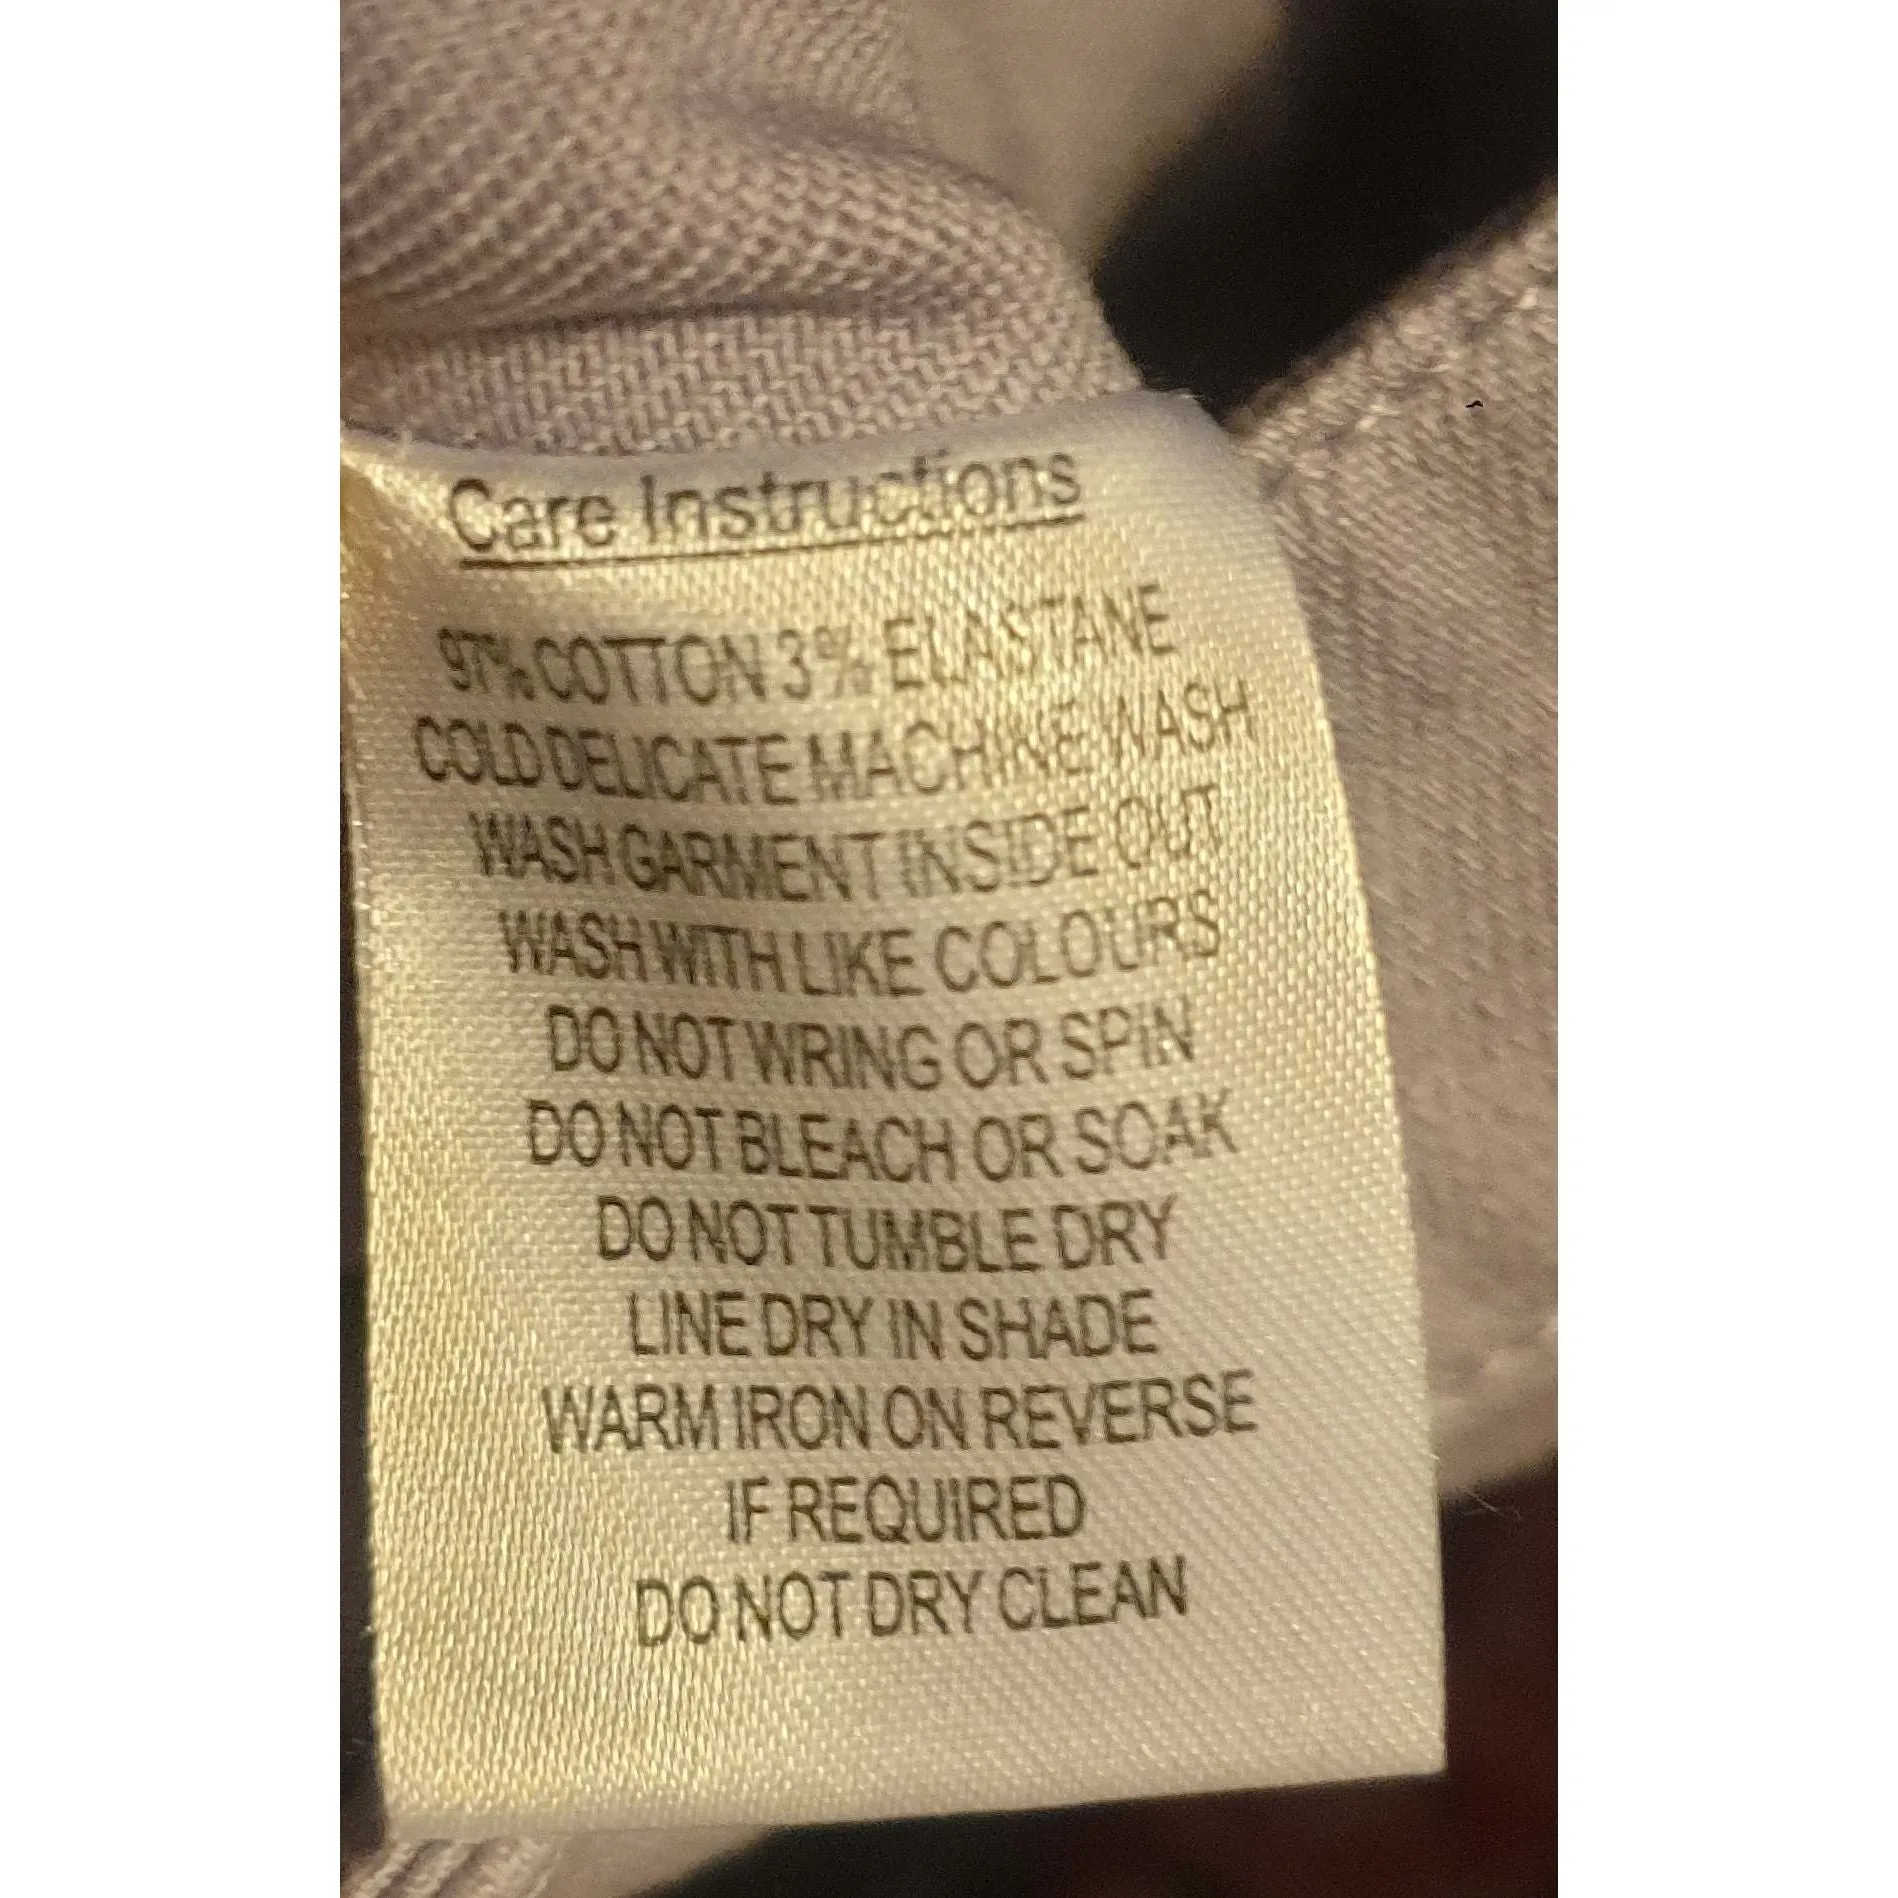 Care Instructions
97% COTTON 3% ELASTANE
COLD DELICATE MACHINE WASH
WASH GARMENT INSIDE OUT
WASH WITH LIKE COLOURS
DO NOT WRING OR SPIN
DO NOT BLEACH OR SOAK
DO NOT TUMBLE DRY
LINE DRY IN SHADE
WARM IRON ON REVERSE
IF REQUIRED
DO NOT DRY CLEAN